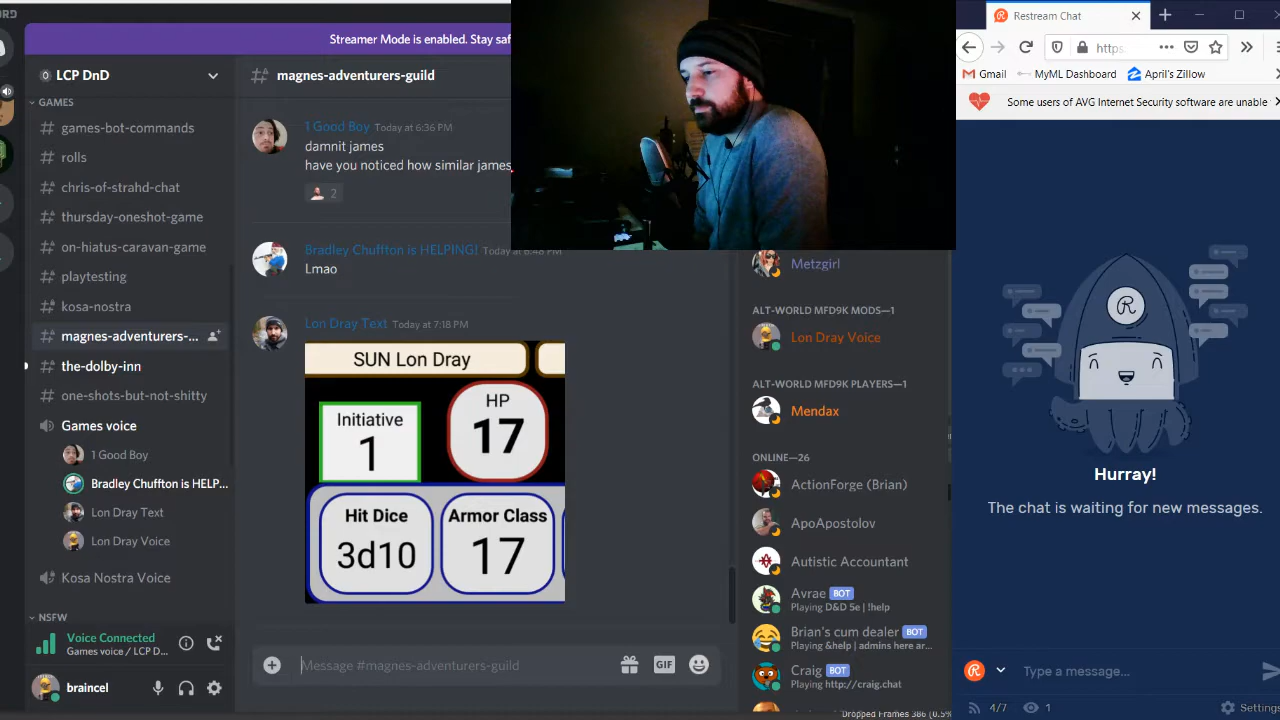 Streamer Mode is enabled. Stay saf
LCP DnD
GAMES
games-bot-commands
rolls
chris-of-strahd-chat
thursday-oneshot-game
on-hiatus-caravan-game
playtesting
kosa-nostra
magnes-adventurers-...
the-dolby-inn
one-shots-but-not-shitty
Games voice
1 Good Boy
Bradley Chuffton is HELP...
Lon Dray Text
Lon Dray Voice
Kosa Nostra Voice
NSFW
Voice Connected
Games voice / LCP D...
braincel
# magnes-adventurers-guild
1 Good Boy Today at 6:36 PM
damnit james
have you noticed how similar james
2
Bradley Chuffton is HELPING! Today at 6:48 PM
Lmao
Lon Dray Text Today at 7:18 PM
SUN Lon Dray
Initiative
1
HP
17
Hit Dice
3d10
Armor Class
17
Message #magnes-adventurers-guild
GIF
Metzgirl
ALT-WORLD MFD9K MODS—1
Lon Dray Voice
ALT-WORLD MFD9K PLAYERS—1
Mendax
ONLINE—26
ActionForge (Brian)
ApoApostolov
Autistic Accountant
Avrae BOT
Playing D&D 5e | !help
Brian's cum dealer BOT
Playing &help | admins here ar...
Craig BOT
Playing http://craig.chat
Dropped Frames 386 (0.5%
Restream Chat
https:
Gmail
MyML Dashboard
April's Zillow
Some users of AVG Internet Security software are unable
Hurray!
The chat is waiting for new messages.
Type a message...
4/7
1
Settings